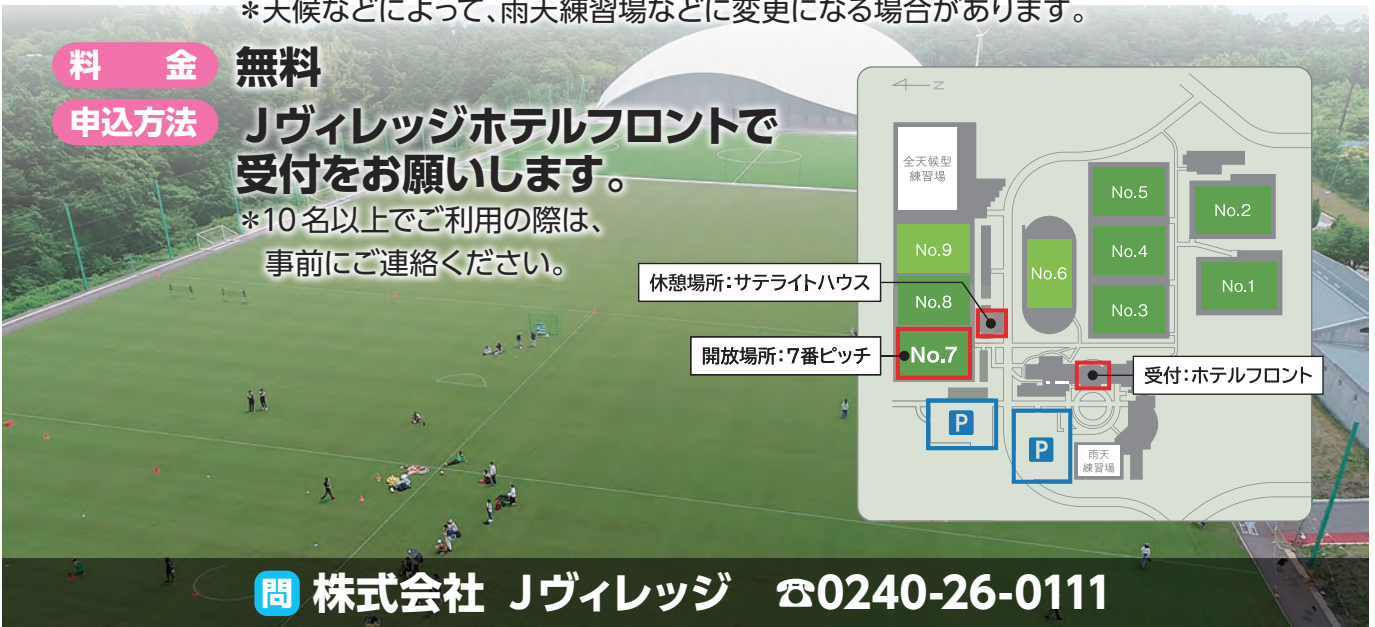 *天候などによって、雨天練習場などに変更になる場合があります。
料　金 無料
申込方法 Jヴィレッジホテルフロントで
受付をお願いします。
*10名以上でご利用の際は、
事前にご連絡ください。
N
全天候型
練習場
No.5
No.2
No.9
No.4
No.6
No.1
休憩場所:サテライトハウス
No.8
No.3
開放場所:7番ピッチ
No.7
受付:ホテルフロント
P
P
雨天
練習場
問 株式会社 Jヴィレッジ ☎0240-26-0111